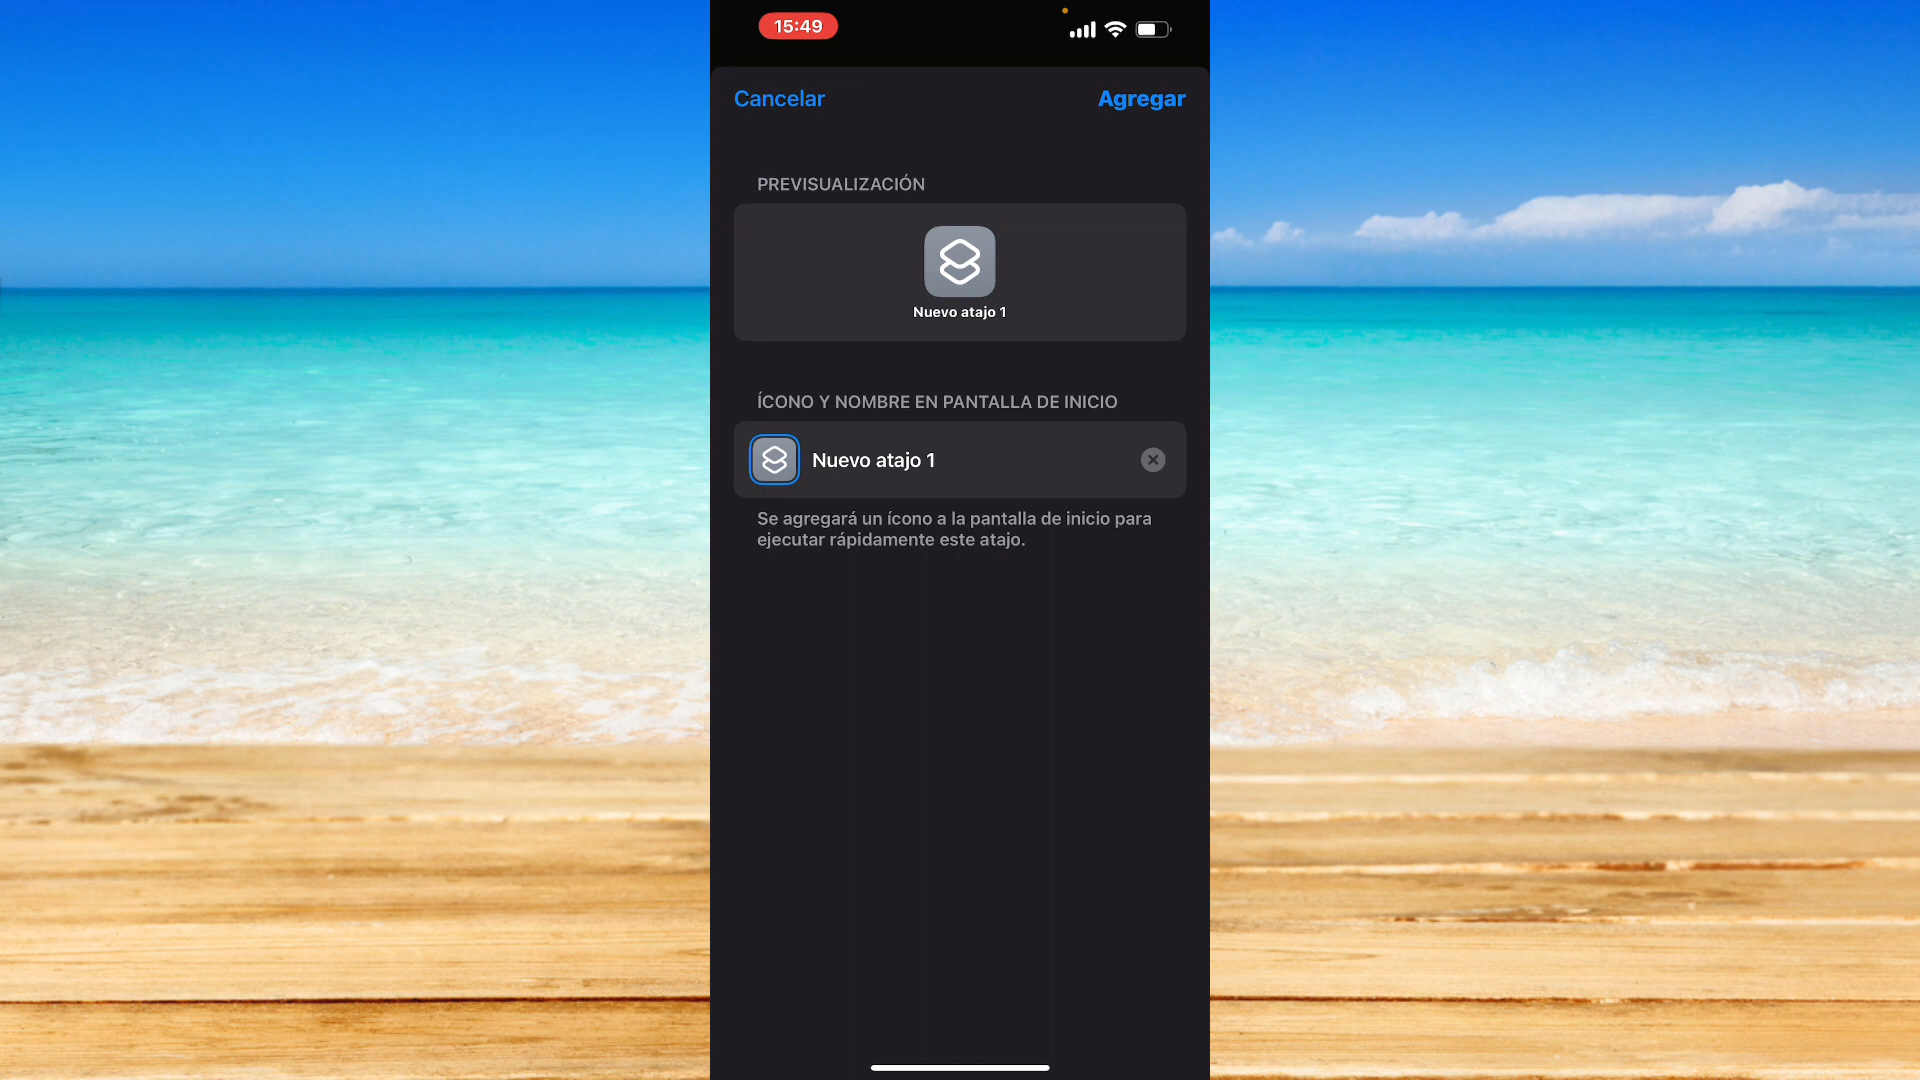 15:49
Cancelar
Agregar
PREVISUALIZACIÓN
Nuevo atajo 1
ÍCONO Y NOMBRE EN PANTALLA DE INICIO
Nuevo atajo 1
Se agregará un ícono a la pantalla de inicio para
ejecutar rápidamente este atajo.